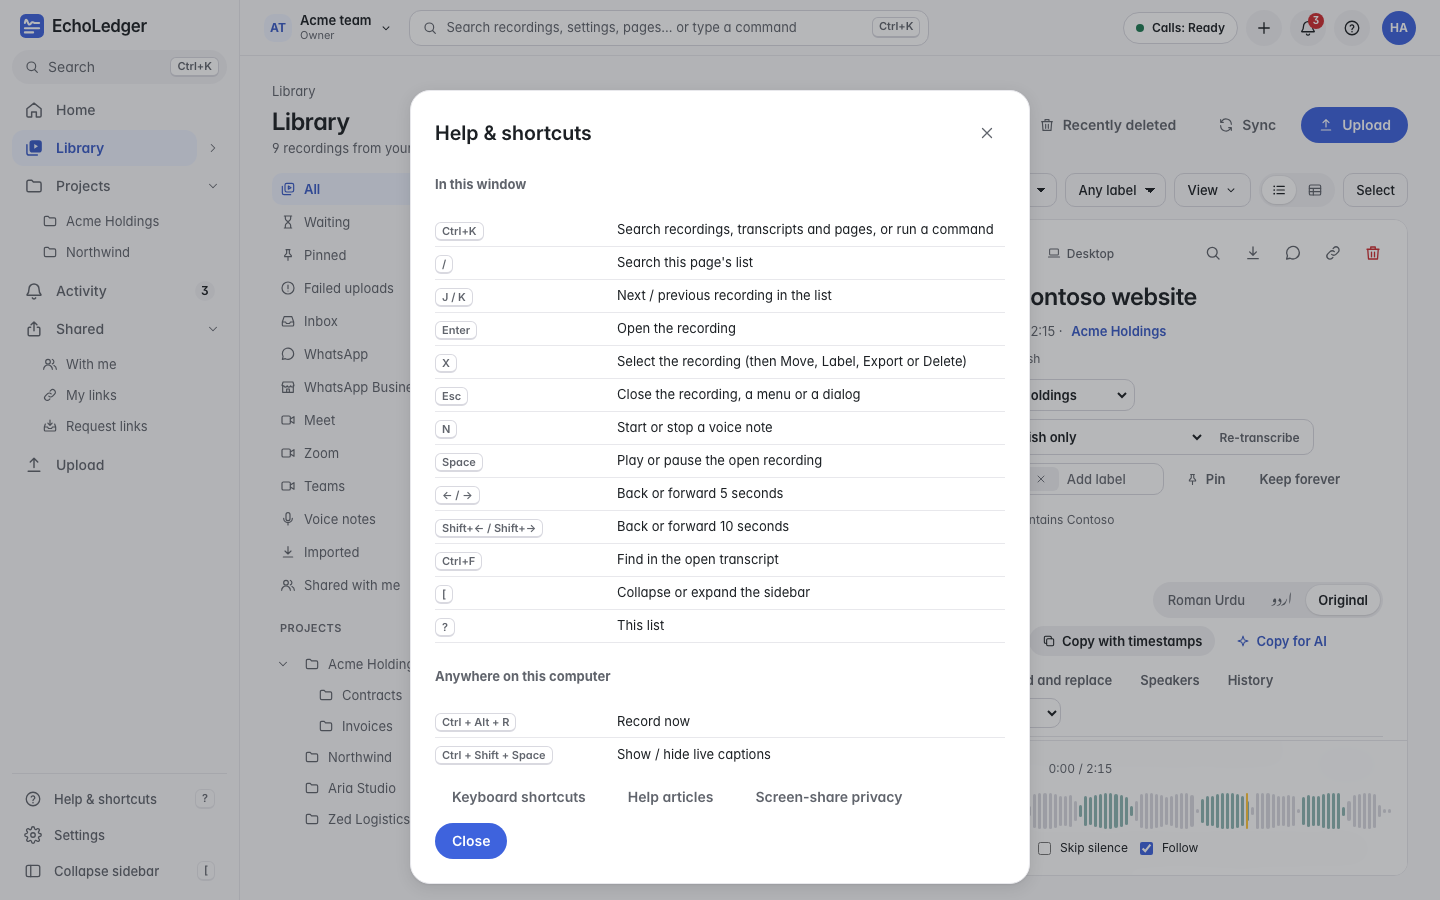 EchoLedger
Search Ctrl+K
Home
Library
Projects
Acme Holdings
Northwind
Activity 3
Shared
With me
My links
Request links
Upload
Help & shortcuts ?
Settings
Collapse sidebar [
AT Acme team
Owner
Search recordings, settings, pages... or type a command Ctrl+K
Calls: Ready
3
HA
Library
Library
9 recordings from your
Recently deleted
Sync
Upload
All
Waiting
Pinned
Failed uploads
Inbox
WhatsApp
WhatsApp Busine
Meet
Zoom
Teams
Voice notes
Imported
Shared with me
PROJECTS
Acme Holding
Contracts
Invoices
Northwind
Aria Studio
Zed Logistics
Help & shortcuts
In this window
Ctrl+K Search recordings, transcripts and pages, or run a command
/ Search this page's list
J / K Next / previous recording in the list
Enter Open the recording
X Select the recording (then Move, Label, Export or Delete)
Esc Close the recording, a menu or a dialog
N Start or stop a voice note
Space Play or pause the open recording
← / → Back or forward 5 seconds
Shift+← / Shift+→ Back or forward 10 seconds
Ctrl+F Find in the open transcript
[ Collapse or expand the sidebar
? This list
Anywhere on this computer
Ctrl + Alt + R Record now
Ctrl + Shift + Space Show / hide live captions
Keyboard shortcuts Help articles Screen-share privacy
Close
Any label View Select
Desktop
ontoso website
2:15 · Acme Holdings
sh
oldings
ish only Re-transcribe
Add label Pin Keep forever
ntains Contoso
Roman Urdu اردو Original
Copy with timestamps Copy for AI
d and replace Speakers History
0:00 / 2:15
Skip silence Follow